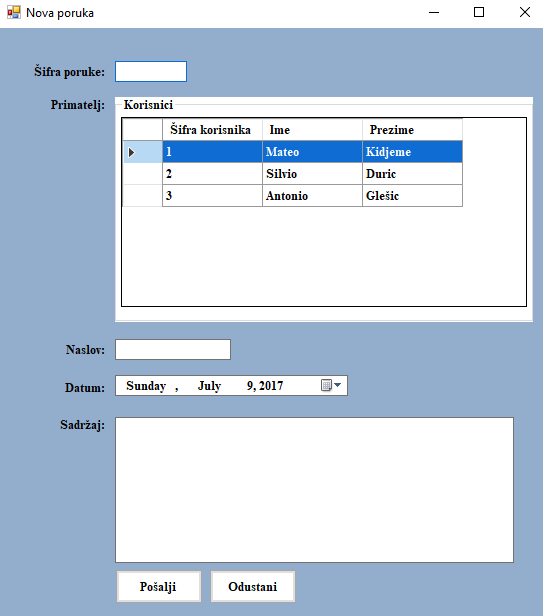 Nova poruka
Šifra poruke:
Primatelj:
Korisnici
Šifra korisnika Ime Prezime
1 Mateo Kidjeme
2 Silvio Duric
3 Antonio Glešic
Naslov:
Datum: Sunday , July 9, 2017
Sadržaj:
Pošalji Odustani